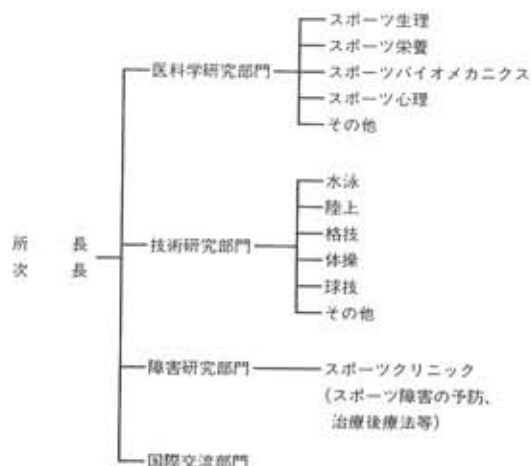 所長
次長
医科学研究部門
スポーツ生理
スポーツ栄養
スポーツバイオメカニクス
スポーツ心理
その他
技術研究部門
水泳
陸上
格技
体操
球技
その他
障害研究部門
スポーツクリニック
(スポーツ障害の予防、
治療後療法等)
国際交流部門